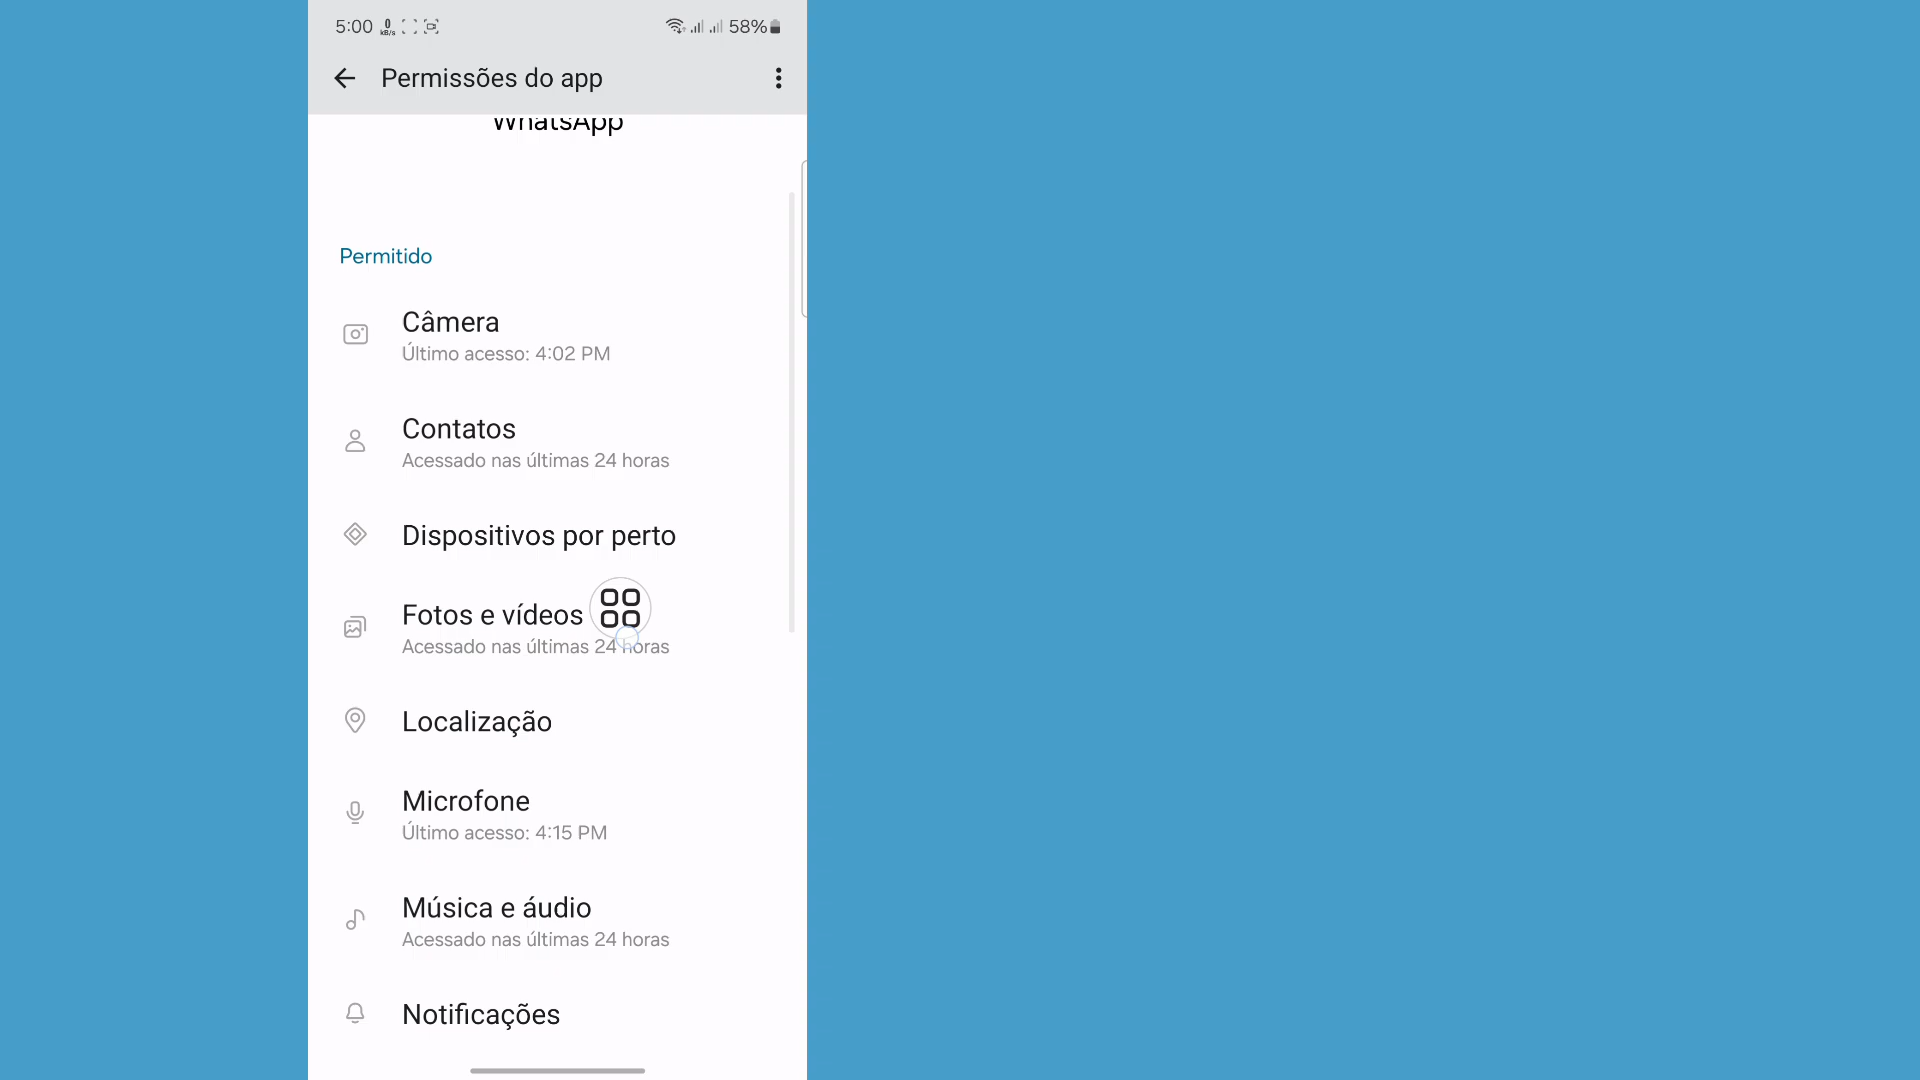 5:00 0 kB/s 58%
Permissões do app
WhatsApp
Permitido
Câmera
Último acesso: 4:02 PM
Contatos
Acessado nas últimas 24 horas
Dispositivos por perto
Fotos e vídeos
Acessado nas últimas 24 horas
Localização
Microfone
Último acesso: 4:15 PM
Música e áudio
Acessado nas últimas 24 horas
Notificações